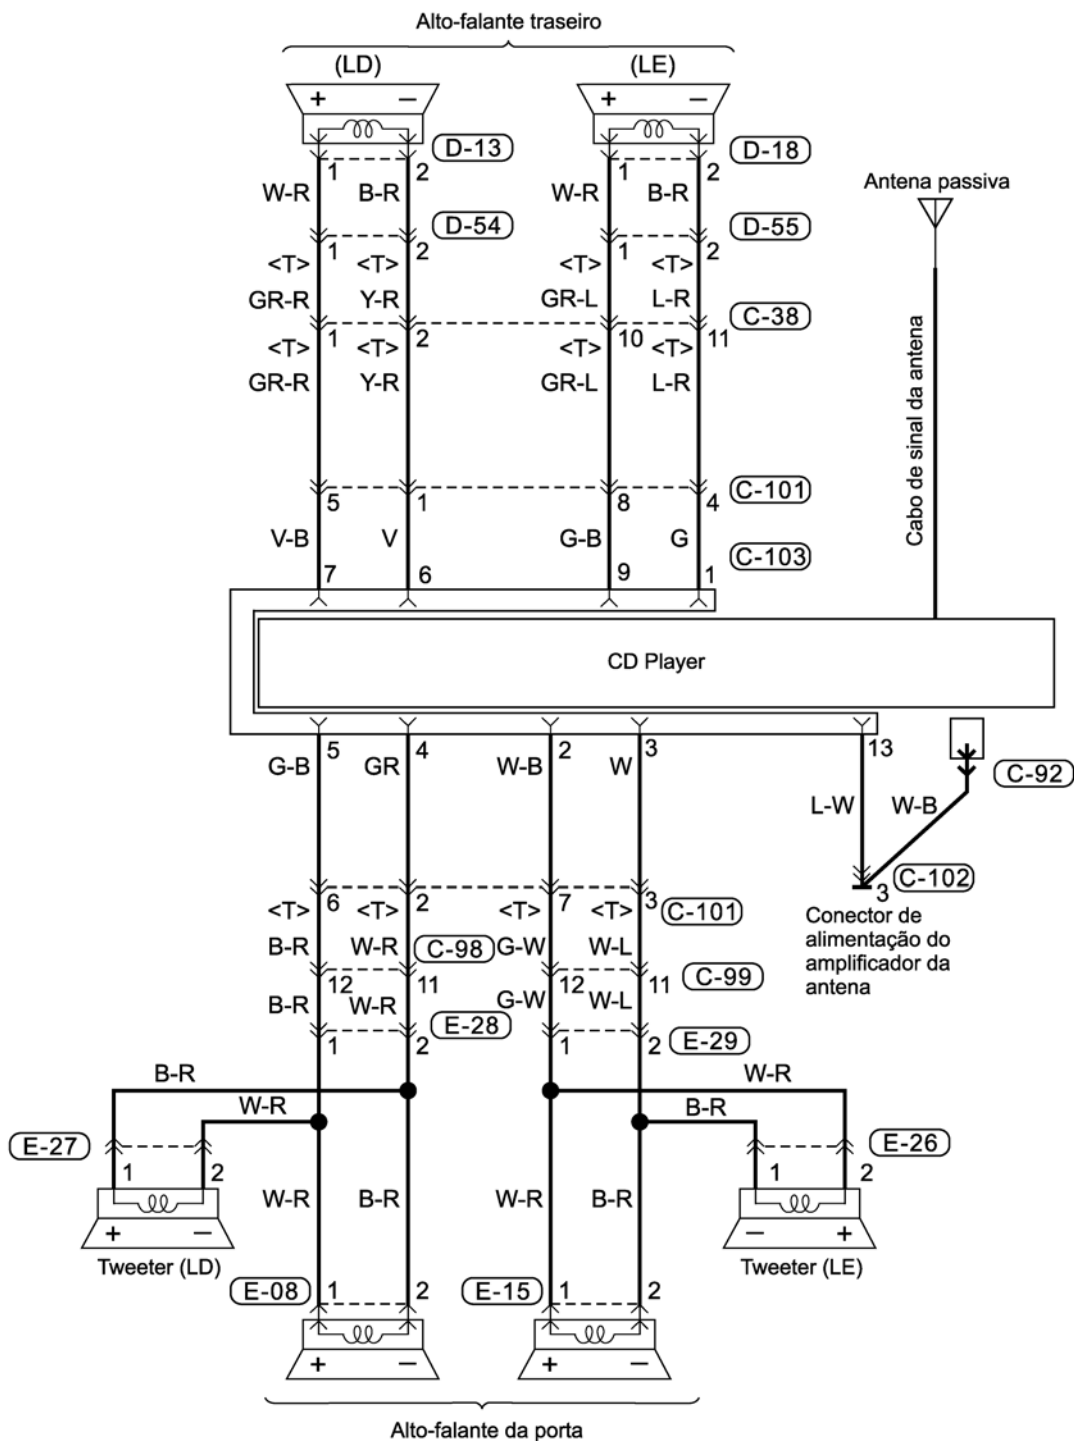 Alto-falante traseiro
(LD) (LE)
+ − + −
D-13 D-18
1 2 1 2
W-R B-R W-R B-R
Antena passiva
D-54 D-55
1 2 1 2
<T> <T> <T> <T>
GR-R Y-R GR-L L-R
C-38
1 2 10 11
<T> <T> <T> <T>
GR-R Y-R GR-L L-R
Cabo de sinal da antena
C-101
5 1 8 4
V-B V G-B G
C-103
7 6 9 1
CD Player
5 4 2 3 13
G-B GR W-B W
C-92
L-W W-B
6 2 7 3
C-102
3
<T> <T> <T> <T>
C-101
Conector de
alimentação do
amplificador da
antena
B-R W-R G-W W-L
C-98 C-99
12 11 12 11
B-R W-R G-W W-L
E-28 E-29
1 2 1 2
B-R W-R
W-R B-R
E-27 E-26
1 2 1 2
W-R B-R W-R B-R
+ − − +
Tweeter (LD) Tweeter (LE)
E-08 1 2 E-15 1 2
+ − + −
Alto-falante da porta